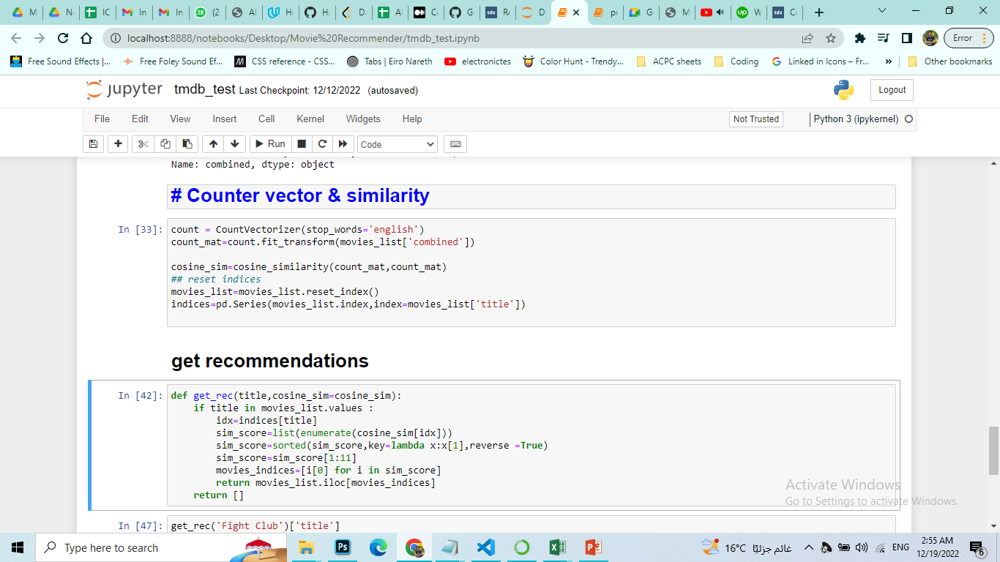 M
N
IC
In
In
(2
Al
Ho
Ha
Da
Al
Co
G
Re
D
pr
G
M
W
Co
localhost:8888/notebooks/Desktop/Movie%20Recommender/tmdb_test.ipynb
Error
Free Sound Effects |...
Free Foley Sound Ef...
CSS reference - CSS...
Tabs | Eiro Nareth
electronictes
Color Hunt - Trendy...
ACPC sheets
Coding
Linked in Icons – Fr...
»
Other bookmarks
jupyter tmdb_test Last Checkpoint: 12/12/2022 (autosaved)
Logout
File Edit View Insert Cell Kernel Widgets Help
Not Trusted
Python 3 (ipykernel)
Run
Code
Name: combined, dtype: object
# Counter vector & similarity
In [33]:
count = CountVectorizer(stop_words='english')
count_mat=count.fit_transform(movies_list['combined'])
cosine_sim=cosine_similarity(count_mat,count_mat)
## reset indices
movies_list=movies_list.reset_index()
indices=pd.Series(movies_list.index,index=movies_list['title'])
get recommendations
In [42]:
def get_rec(title,cosine_sim=cosine_sim):
    if title in movies_list.values :
        idx=indices[title]
        sim_score=list(enumerate(cosine_sim[idx]))
        sim_score=sorted(sim_score,key=lambda x:x[1],reverse =True)
        sim_score=sim_score[1:11]
        movies_indices=[i[0] for i in sim_score]
        return movies_list.iloc[movies_indices]
    return []
Activate Windows
Go to Settings to activate Windows.
In [47]:
get_rec('Fight Club')['title']
Type here to search
Ps
16°C غائم جزئيًا
ENG
2:55 AM
12/19/2022
6